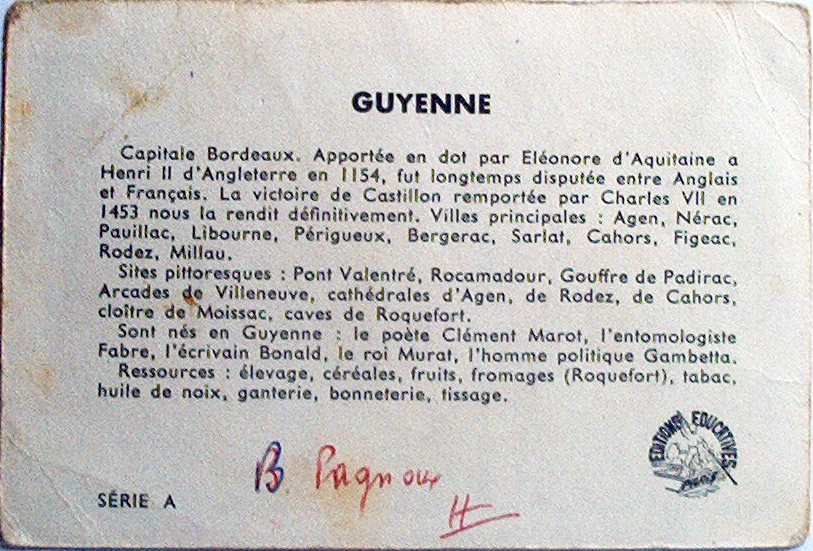 GUYENNE
Capitale Bordeaux. Apportée en dot par Eléonore d'Aquitaine a
Henri II d'Angleterre en 1154, fut longtemps disputée entre Anglais
et Français. La victoire de Castillon remportée par Charles VII en
1453 nous la rendit définitivement. Villes principales : Agen, Nérac,
Pauillac, Libourne, Périgueux, Bergerac, Sarlat, Cahors, Figeac,
Rodez, Millau.
Sites pittoresques : Pont Valentré, Rocamadour, Gouffre de Padirac,
Arcades de Villeneuve, cathédrales d'Agen, de Rodez, de Cahors,
cloître de Moissac, caves de Roquefort.
Sont nés en Guyenne : le poète Clément Marot, l'entomologiste
Fabre, l'écrivain Bonald, le roi Murat, l'homme politique Gambetta.
Ressources : élevage, céréales, fruits, fromages (Roquefort), tabac,
huile de noix, ganterie, bonneterie, tissage.
EDITIONS EDUCATIVES
PARIS
B. Pagnoux
H
SÉRIE A